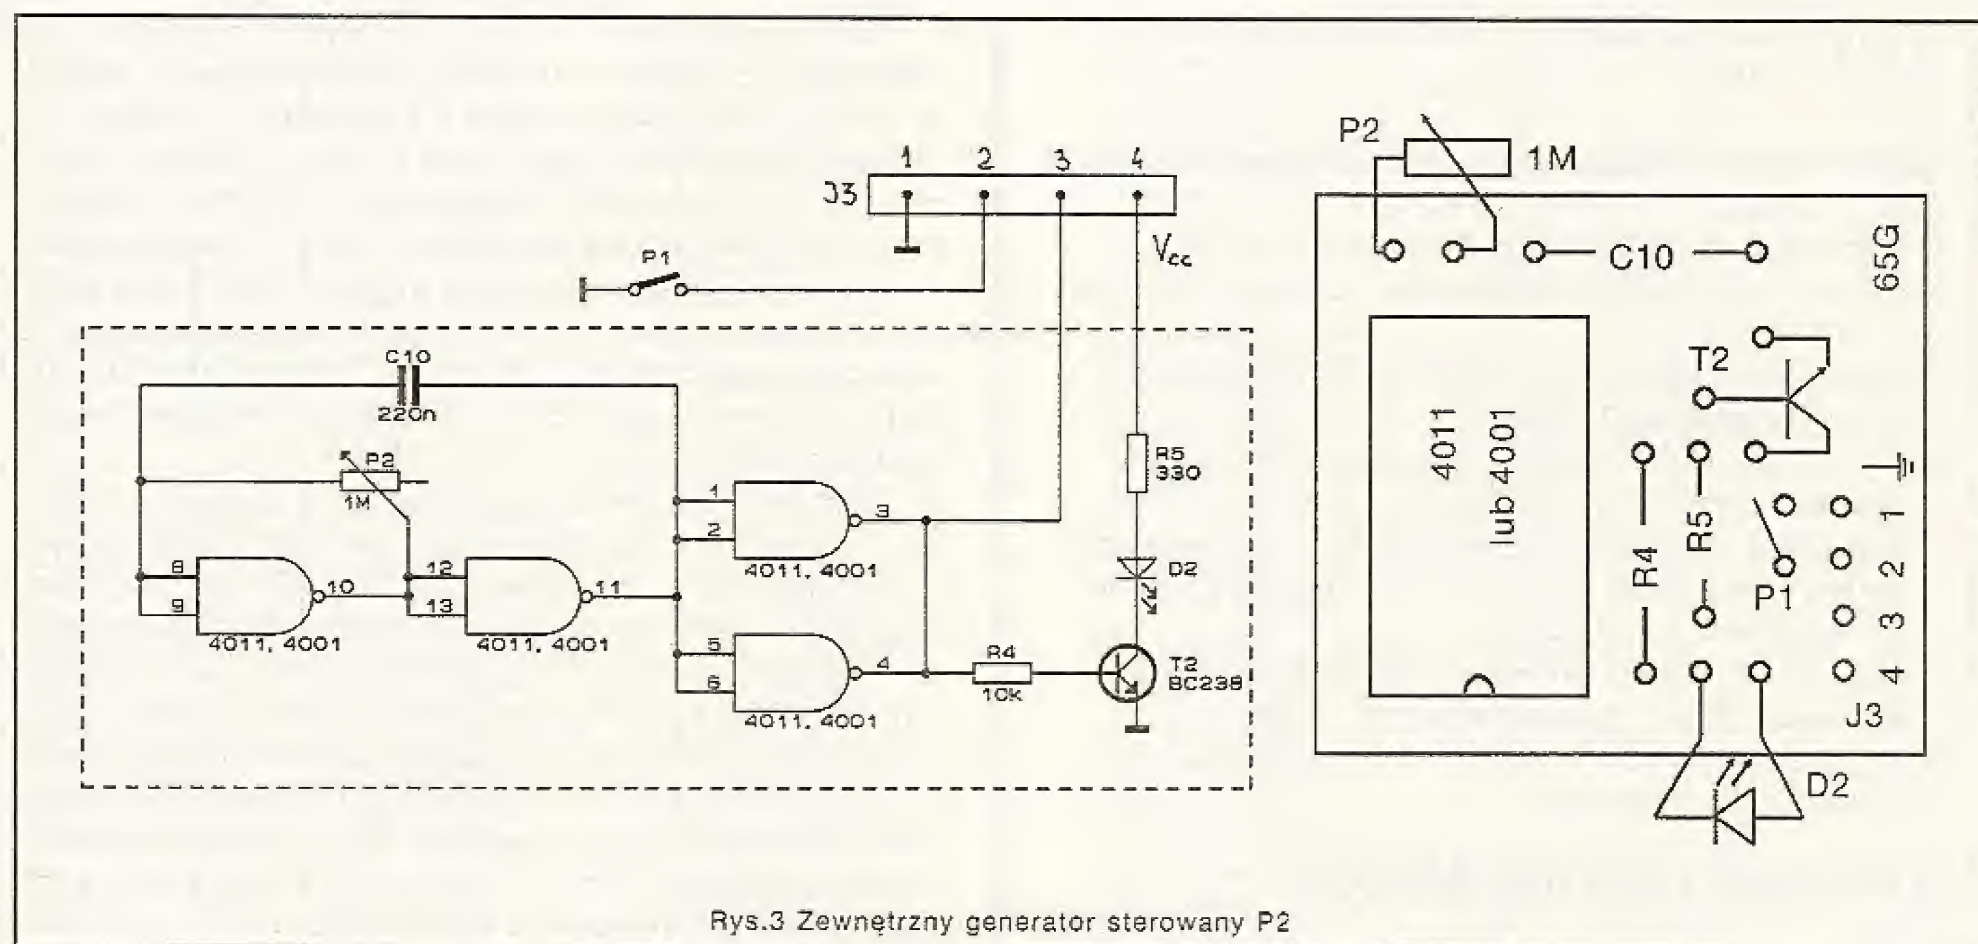 1 2 3 4
J3
Vcc
P1
C10
220n
P2
1M
R5
330
1
2
3
4011, 4001
8
9
10
4011, 4001
12
13
11
4011, 4001
D2
5
6
4
4011, 4001
R4
10k
T2
BC238
P2
1M
C10
65G
T2
4011
lub 4001
R4
R5
P1
1
2
3
4
J3
D2
Rys.3 Zewnętrzny generator sterowany P2